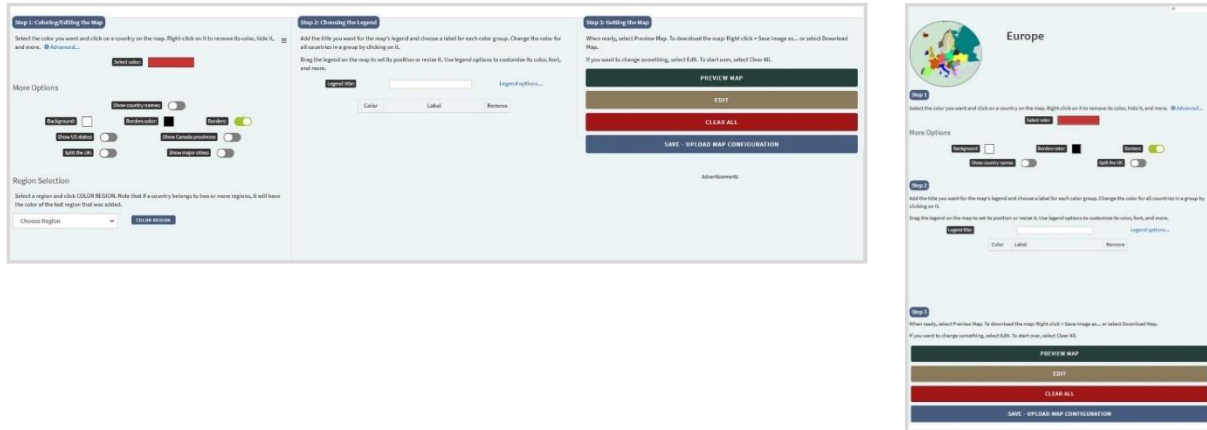 Step 1: Coloring/Editing the Map
Select the color you want and click on a country on the map. Right-click on it to remove its color, hide it,
and more. Advanced...
Select color:
More Options
Show country names:
Background:
Borders color:
Borders:
Show US states:
Show Canada provinces:
Split the UK:
Show major cities:
Region Selection
Select a region and click COLOR REGION. Note that if a country belongs to two or more regions, it will have
the color of the last region that was added.
Choose Region
COLOR REGION
Step 2: Choosing the Legend
Add the title you want for the map's legend and choose a label for each color group. Change the color for
all countries in a group by clicking on it.
Drag the legend on the map to set its position or resize it. Use legend options to customize its color, font,
and more.
Legend title:
Legend options...
Color Label Remove
Step 3: Getting the Map
When ready, select Preview Map. To download the map: Right click > Save Image as... or select Download
Map.
If you want to change something, select Edit. To start over, select Clear All.
PREVIEW MAP
EDIT
CLEAR ALL
SAVE - UPLOAD MAP CONFIGURATION
Advertisements
Europe
Step 1
Select the color you want and click on a country on the map. Right-click on it to remove its color, hide it, and more. Advanced...
Select color:
More Options
Background:
Borders color:
Borders:
Show country names:
Split the UK:
Step 2
Add the title you want for the map's legend and choose a label for each color group. Change the color for all countries in a group by
clicking on it.
Drag the legend on the map to set its position or resize it. Use legend options to customize its color, font, and more.
Legend title:
Legend options...
Color Label Remove
Step 3
When ready, select Preview Map. To download the map: Right click > Save Image as... or select Download Map.
If you want to change something, select Edit. To start over, select Clear All.
PREVIEW MAP
EDIT
CLEAR ALL
SAVE - UPLOAD MAP CONFIGURATION